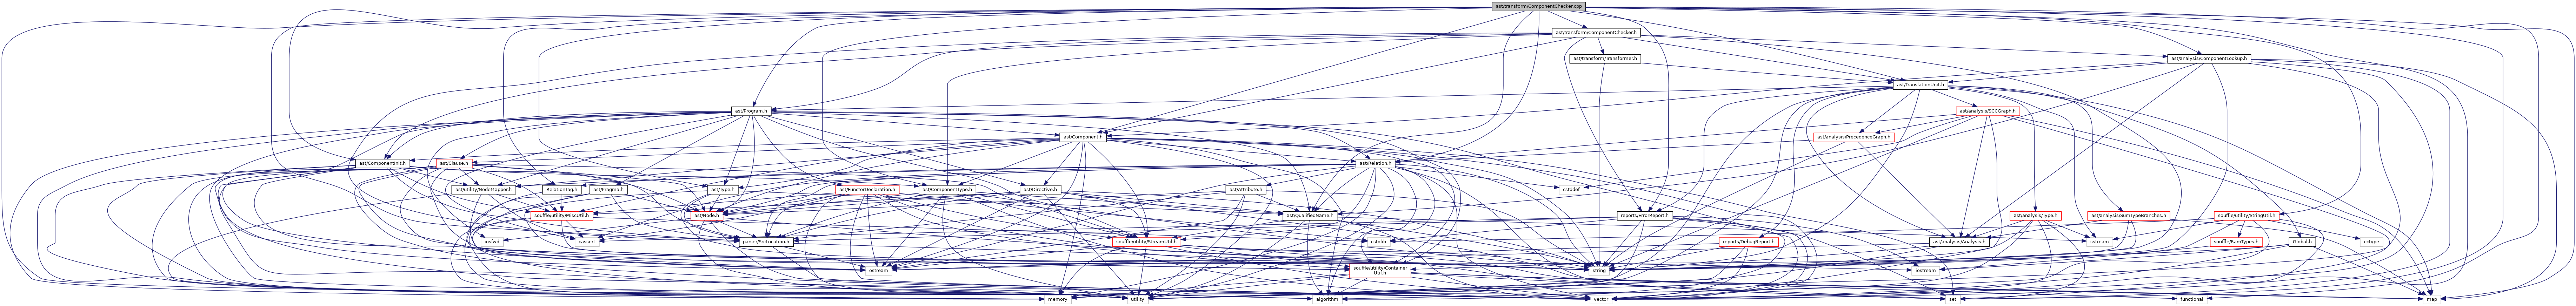 ast/transform/ComponentChecker.cpp
ast/transform/ComponentChecker.h
ast/transform/Transformer.h
ast/analysis/ComponentLookup.h
ast/TranslationUnit.h
ast/Program.h
ast/analysis/SCCGraph.h
ast/Component.h
ast/analysis/PrecedenceGraph.h
ast/ComponentInit.h
ast/Clause.h
ast/Relation.h
ast/utility/NodeMapper.h
RelationTag.h
ast/Pragma.h
ast/Type.h
ast/FunctorDeclaration.h
ast/ComponentType.h
ast/Directive.h
ast/Attribute.h
cstddef
souffle/utility/MiscUtil.h
ast/Node.h
ast/QualifiedName.h
reports/ErrorReport.h
ast/analysis/Type.h
ast/analysis/SumTypeBranches.h
souffle/utility/StringUtil.h
iosfwd
cassert
parser/SrcLocation.h
souffle/utility/StreamUtil.h
cstdlib
reports/DebugReport.h
ast/analysis/Analysis.h
sstream
souffle/RamTypes.h
Global.h
cctype
ostream
souffle/utility/Container
Util.h
string
iostream
memory
utility
algorithm
vector
set
functional
map